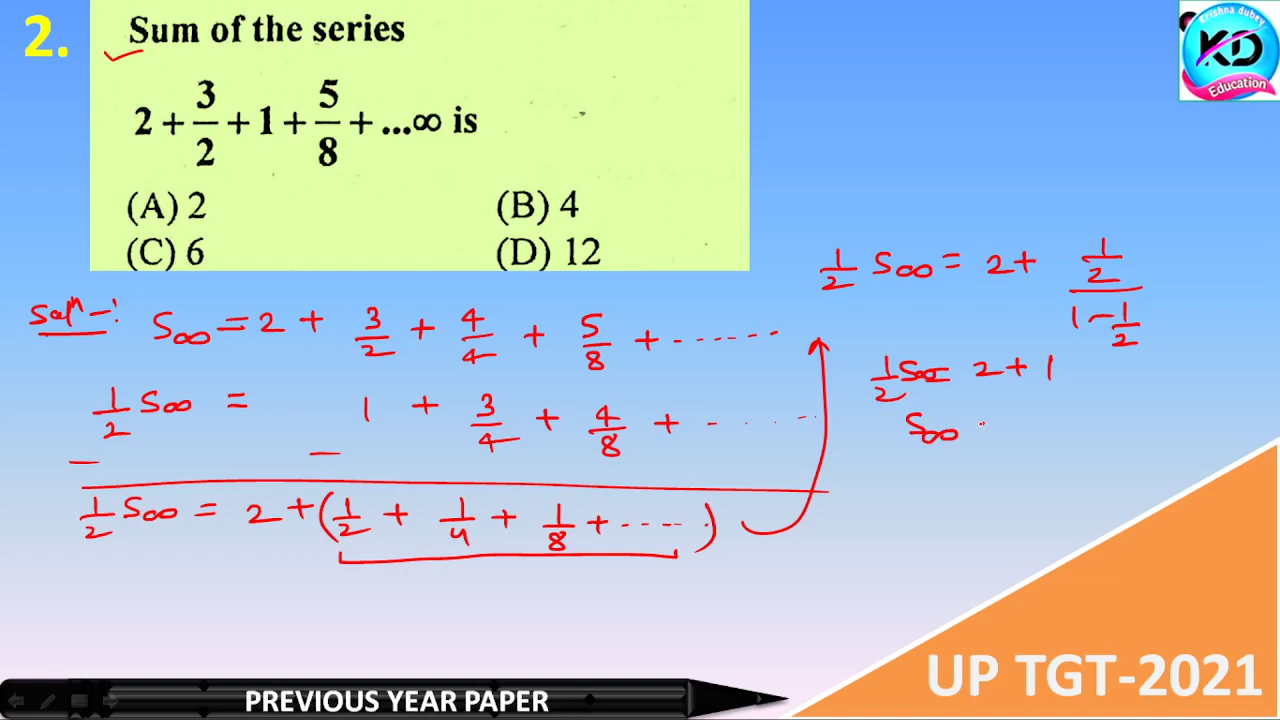 2.
Sum of the series
2 + 3/2 + 1 + 5/8 + ...∞ is
(A) 2 (B) 4
(C) 6 (D) 12
Krishna dubey
KD
Education
Solⁿ -:
S∞ = 2 + 3/2 + 4/4 + 5/8 + ......
1/2 S∞ = 1 + 3/4 + 4/8 + ......
- -
1/2 S∞ = 2 + (1/2 + 1/4 + 1/8 + ......)
1/2 S∞ = 2 + (1/2)/(1 - 1/2)
1/2 S∞ = 2 + 1
S∞
UP TGT-2021
PREVIOUS YEAR PAPER